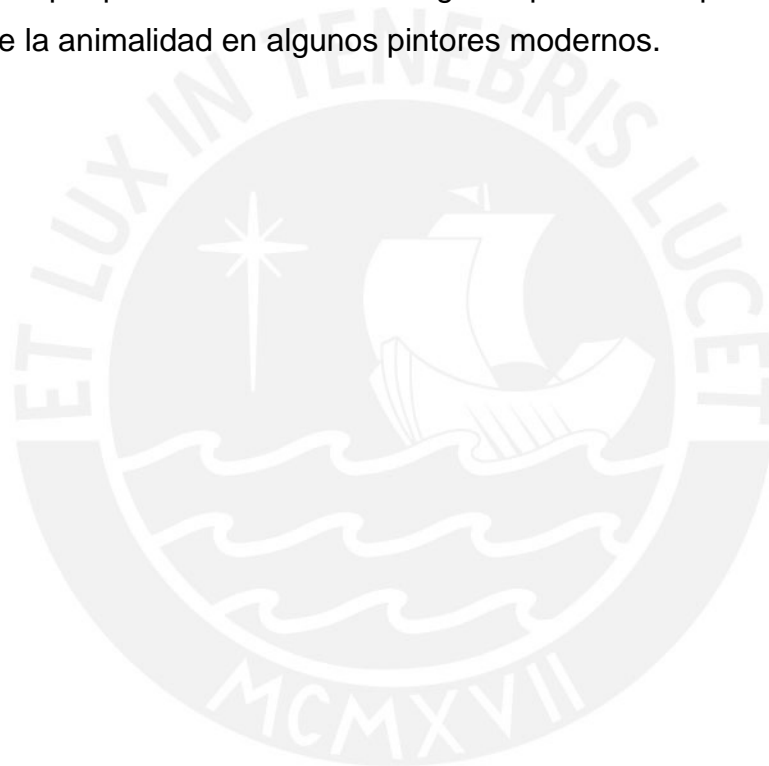 e la animalidad en algunos pintores modernos.
ET LUX IN TENEBRIS LUCET
MCMXVII